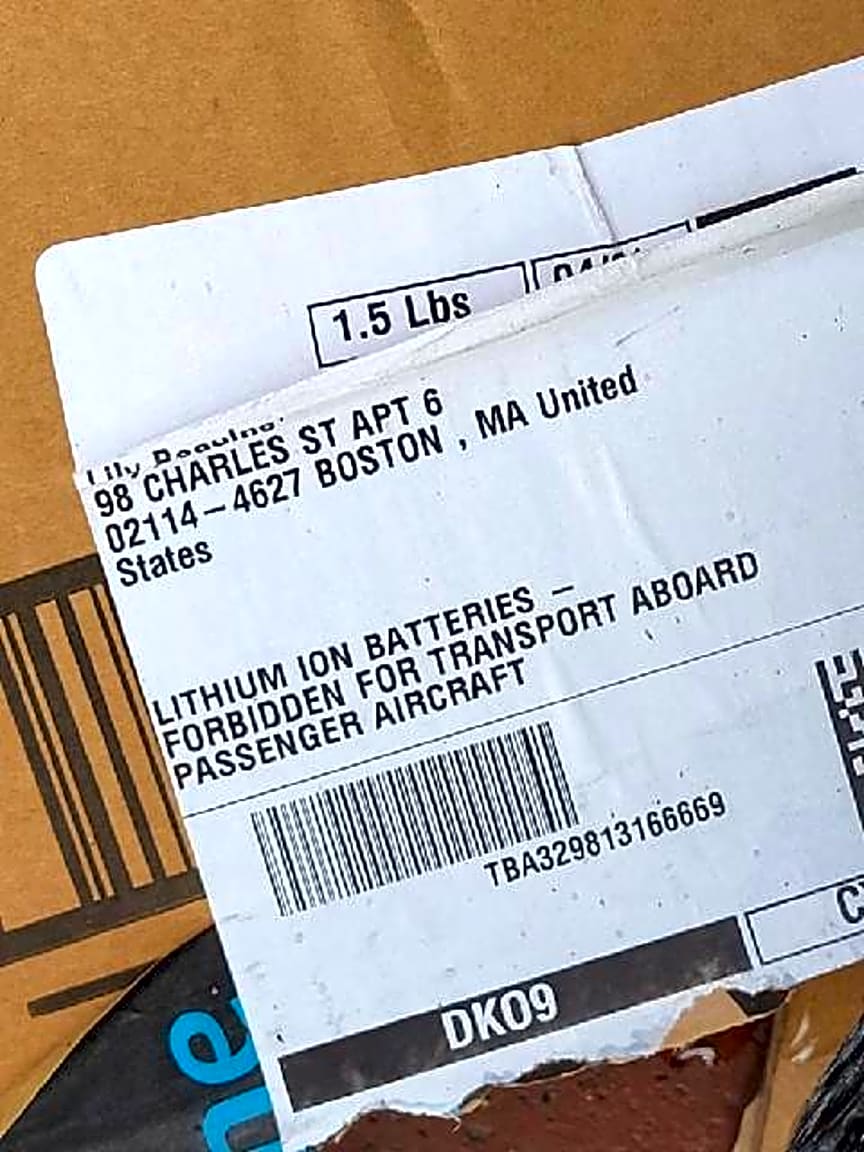 1.5 Lbs
98 CHARLES ST APT 6
02114-4627 BOSTON , MA United
States
LITHIUM ION BATTERIES -
FORBIDDEN FOR TRANSPORT ABOARD
PASSENGER AIRCRAFT
TBA329813166669
DKO9